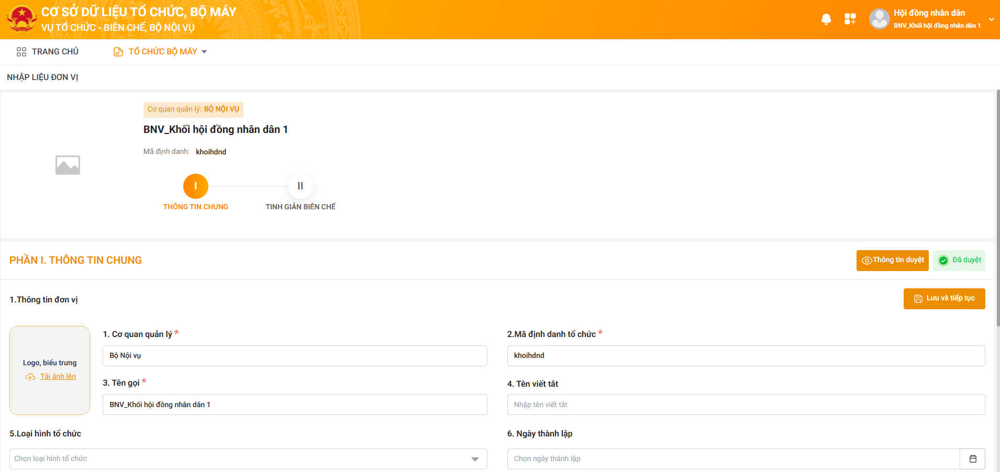 CƠ SỞ DỮ LIỆU TỔ CHỨC, BỘ MÁY
VỤ TỔ CHỨC - BIÊN CHẾ, BỘ NỘI VỤ
Hội đồng nhân dân
BNV_Khối hội đồng nhân dân 1
TRANG CHỦ
TỔ CHỨC BỘ MÁY
NHẬP LIỆU ĐƠN VỊ
Cơ quan quản lý: BỘ NỘI VỤ
BNV_Khối hội đồng nhân dân 1
Mã định danh: khoihdnd
I
II
THÔNG TIN CHUNG
TINH GIẢN BIÊN CHẾ
PHẦN I. THÔNG TIN CHUNG
Thông tin duyệt
Đã duyệt
1.Thông tin đơn vị
Lưu và tiếp tục
Logo, biểu trưng
Tải ảnh lên
1. Cơ quan quản lý *
Bộ Nội vụ
2.Mã định danh tổ chức *
khoihdnd
3. Tên gọi *
BNV_Khối hội đồng nhân dân 1
4. Tên viết tắt
Nhập tên viết tắt
5.Loại hình tổ chức
Chọn loại hình tổ chức
6. Ngày thành lập
Chọn ngày thành lập